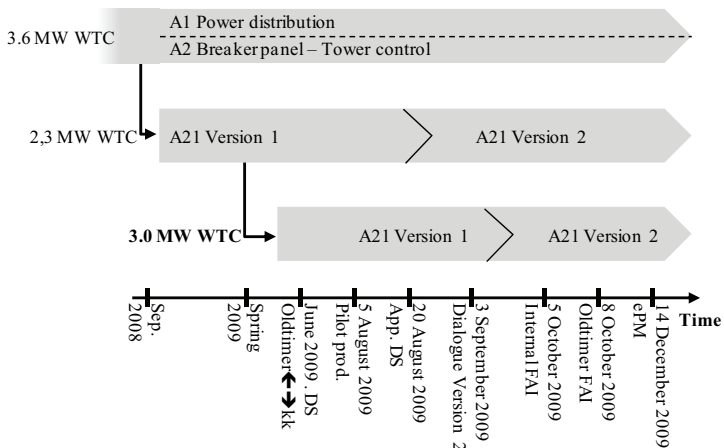 A1 Power distribution
3.6 MW WTC
A2 Breaker panel – Tower control
2,3 MW WTC
A21 Version 1
A21 Version 2
3.0 MW WTC
A21 Version 1
A21 Version 2
Time
Sep.
2008
Spring
2009
June 2009 . DS
Oldtimer←→kk
5 August 2009
Pilot prod.
20 August 2009
App. DS
3 September 2009
Dialogue Version 2
5 October 2009
Internal FAI
8 October 2009
Oldtimer FAI
14 December 2009
ePM